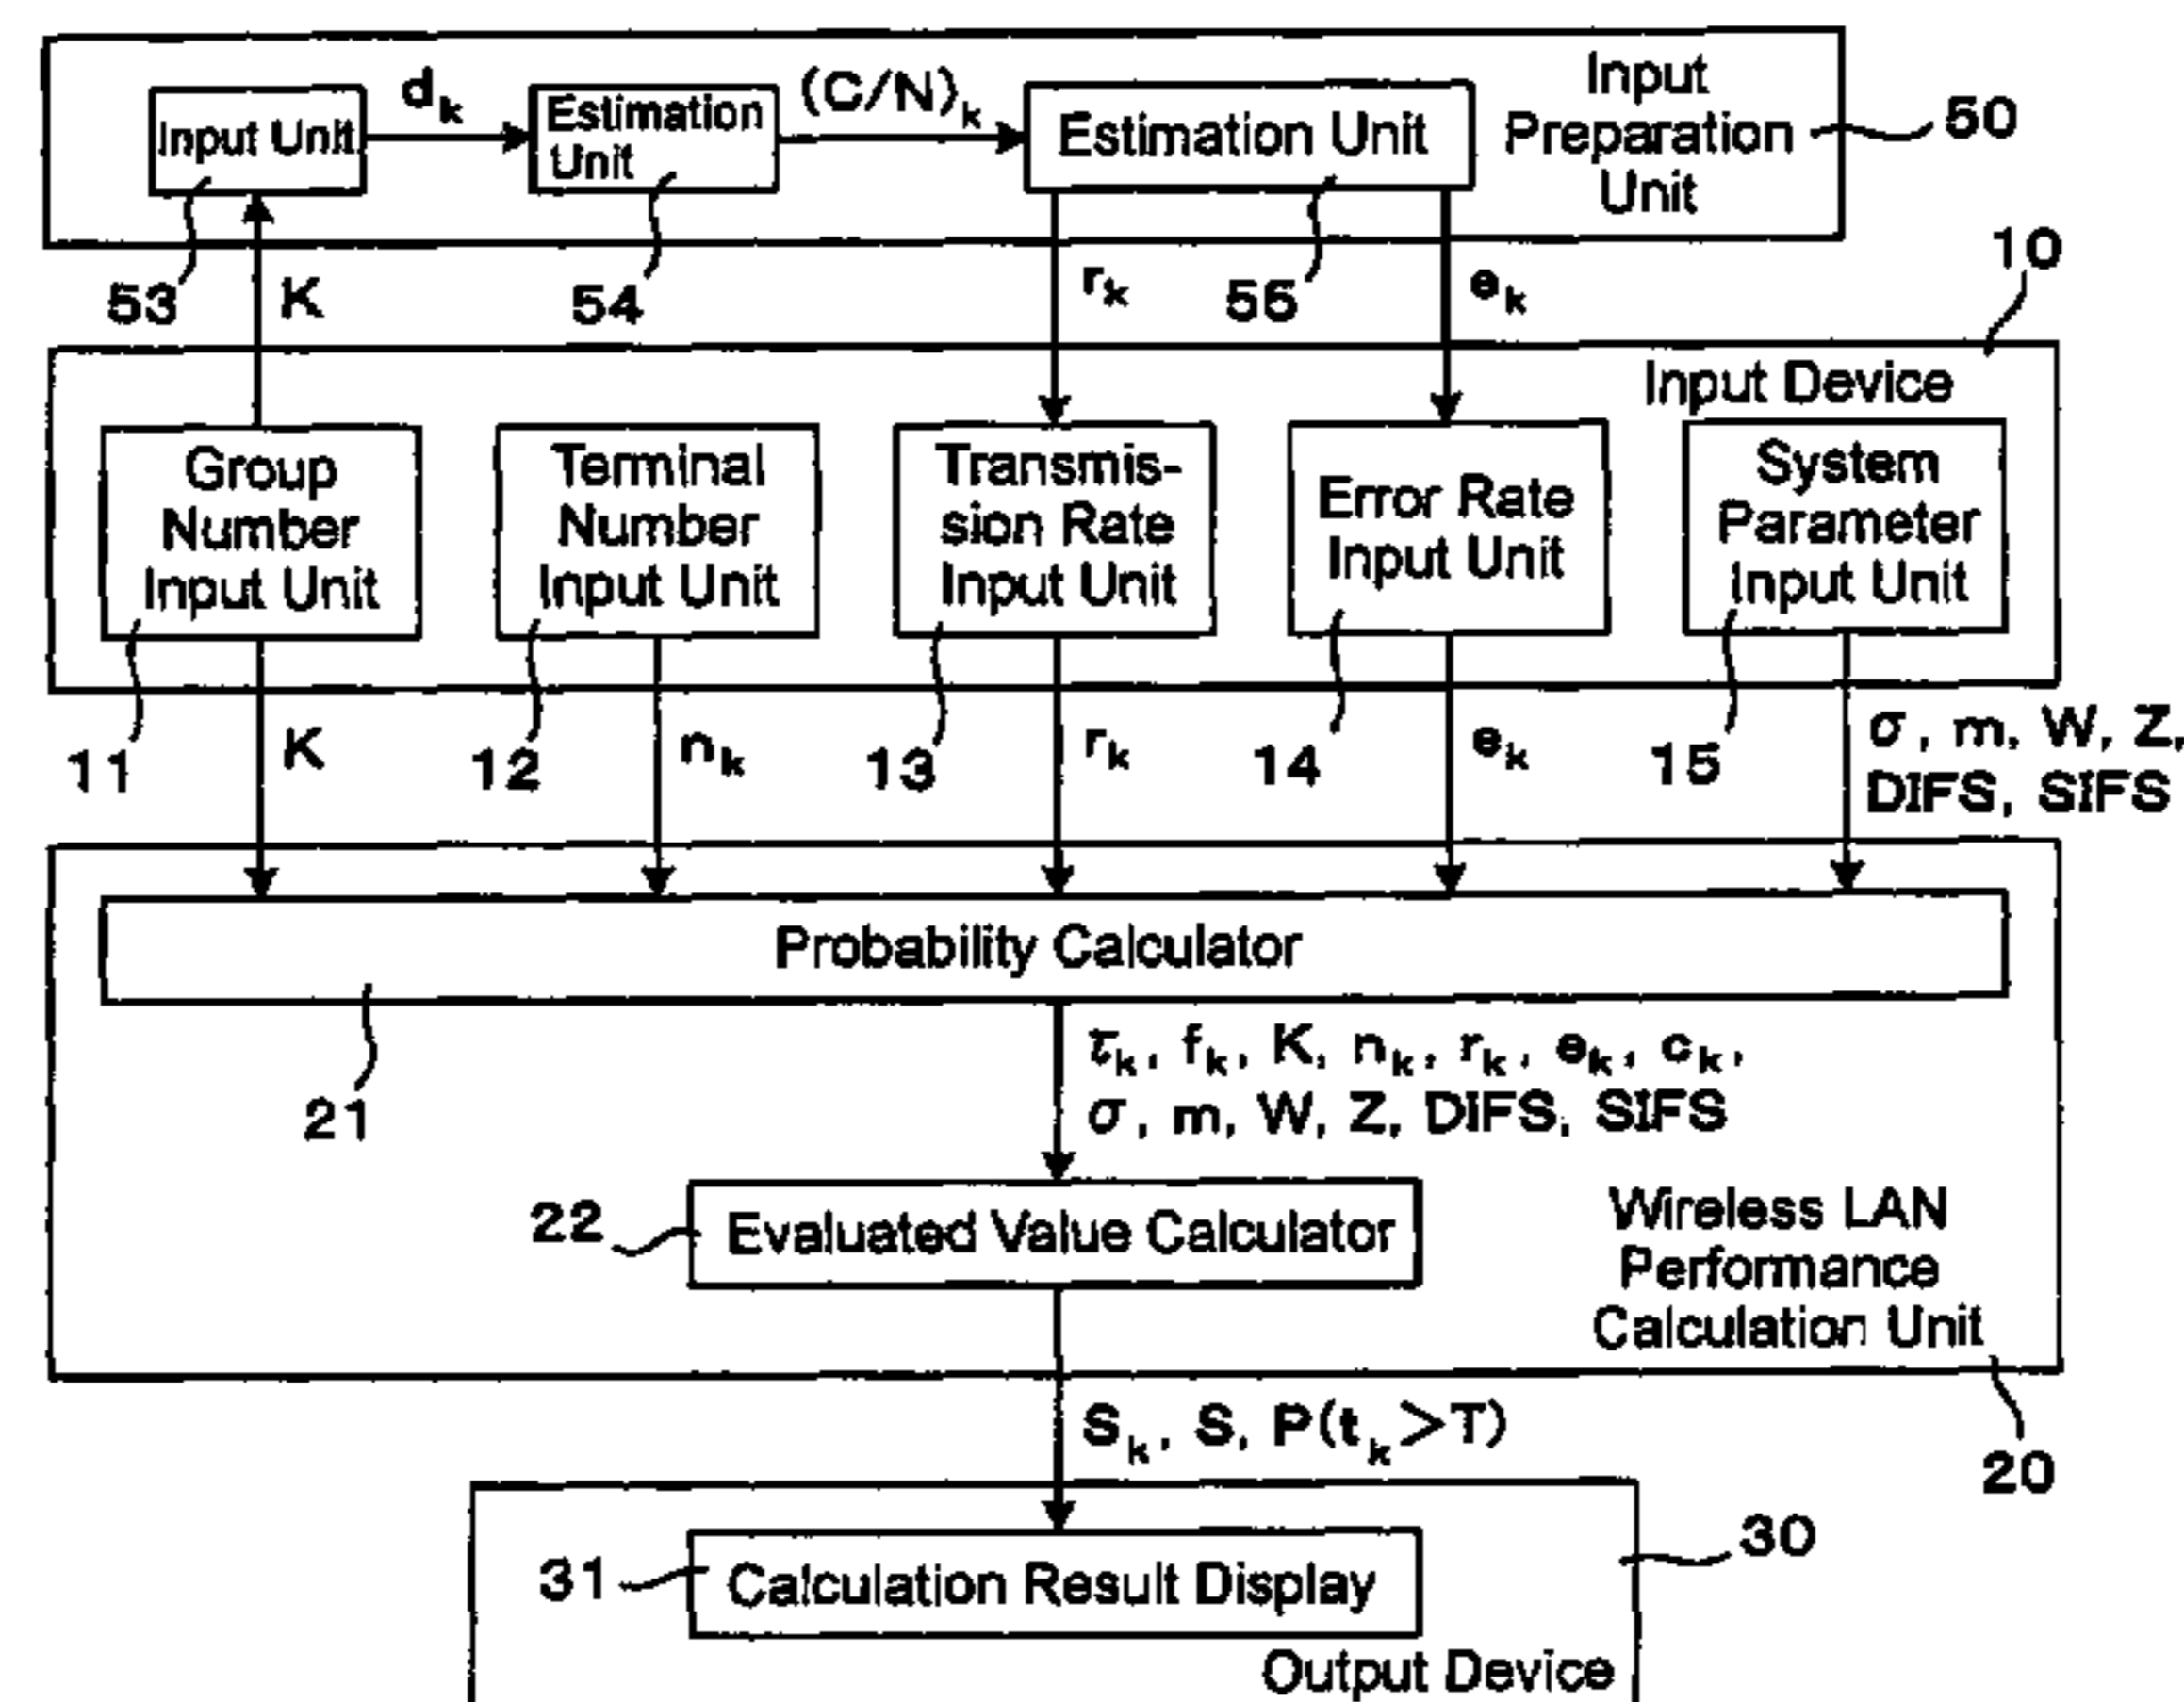 Input
Preparation
Unit
50
Input Unit
d_k
Estimation
Unit
(C/N)_k
Estimation Unit
53
K
54
r_k
55
e_k
10
Input Device
Group
Number
Input Unit
Terminal
Number
Input Unit
Transmis-
sion Rate
Input Unit
Error Rate
Input Unit
System
Parameter
Input Unit
11
K
12
n_k
13
r_k
14
e_k
15
σ, m, W, Z,
DIFS, SIFS
Probability Calculator
21
τ_k, f_k, K, n_k, r_k, e_k, c_k,
σ, m, W, Z, DIFS, SIFS
22
Evaluated Value Calculator
Wireless LAN
Performance
Calculation Unit
20
S_k, S, P(t_k>T)
30
31
Calculation Result Display
Output Device